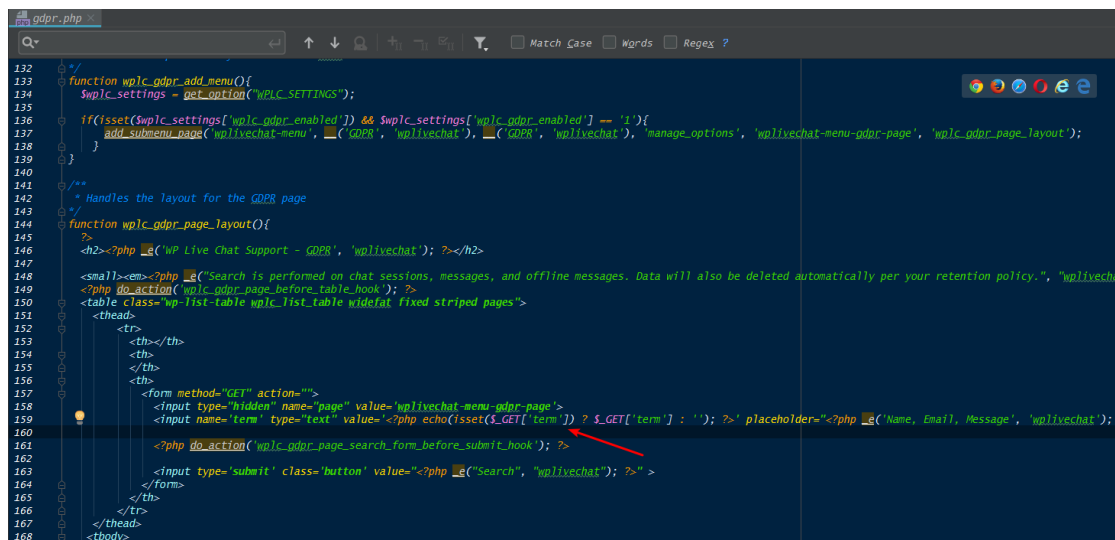 gdpr.php
Match Case Words Regex ?
132 */
133 function wplc_gdpr_add_menu(){
134 $wplc_settings = get_option("WPLC_SETTINGS");
135
136 if(isset($wplc_settings['wplc_gdpr_enabled']) && $wplc_settings['wplc_gdpr_enabled'] == '1'){
137 add_submenu_page('wplivechat-menu', __('GDPR', 'wplivechat'), __('GDPR', 'wplivechat'), 'manage_options', 'wplivechat-menu-gdpr-page', 'wplc_gdpr_page_layout');
138 }
139 }
140
141 /**
142 * Handles the layout for the GDPR page
143 */
144 function wplc_gdpr_page_layout(){
145 ?>
146 <h2><?php _e('WP Live Chat Support - GDPR', 'wplivechat'); ?></h2>
147
148 <small><em><?php _e("Search is performed on chat sessions, messages, and offline messages. Data will also be deleted automatically per your retention policy.", "wplivech
149 <?php do_action('wplc_gdpr_page_before_table_hook'); ?>
150 <table class="wp-list-table wplc_list_table widefat fixed striped pages">
151 <thead>
152 <tr>
153 <th></th>
154 <th>
155 </th>
156 <th>
157 <form method="GET" action="">
158 <input type="hidden" name="page" value='wplivechat-menu-gdpr-page'>
159 <input name='term' type="text" value='<?php echo(isset($_GET['term']) ? $_GET['term'] : ''); ?>' placeholder="<?php _e('Name, Email, Message', 'wplivechat');
160
161 <?php do_action('wplc_gdpr_page_search_form_before_submit_hook'); ?>
162
163 <input type='submit' class='button' value="<?php _e("Search", "wplivechat"); ?>" >
164 </form>
165 </th>
166 </tr>
167 </thead>
168 <tbody>